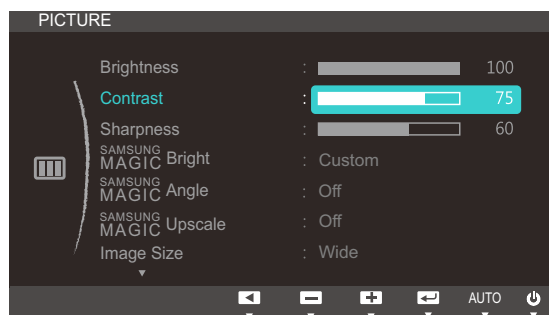 PICTURE
Brightness : 100
Contrast : 75
Sharpness : 60
SAMSUNG MAGIC Bright : Custom
SAMSUNG MAGIC Angle : Off
SAMSUNG MAGIC Upscale : Off
Image Size : Wide
AUTO